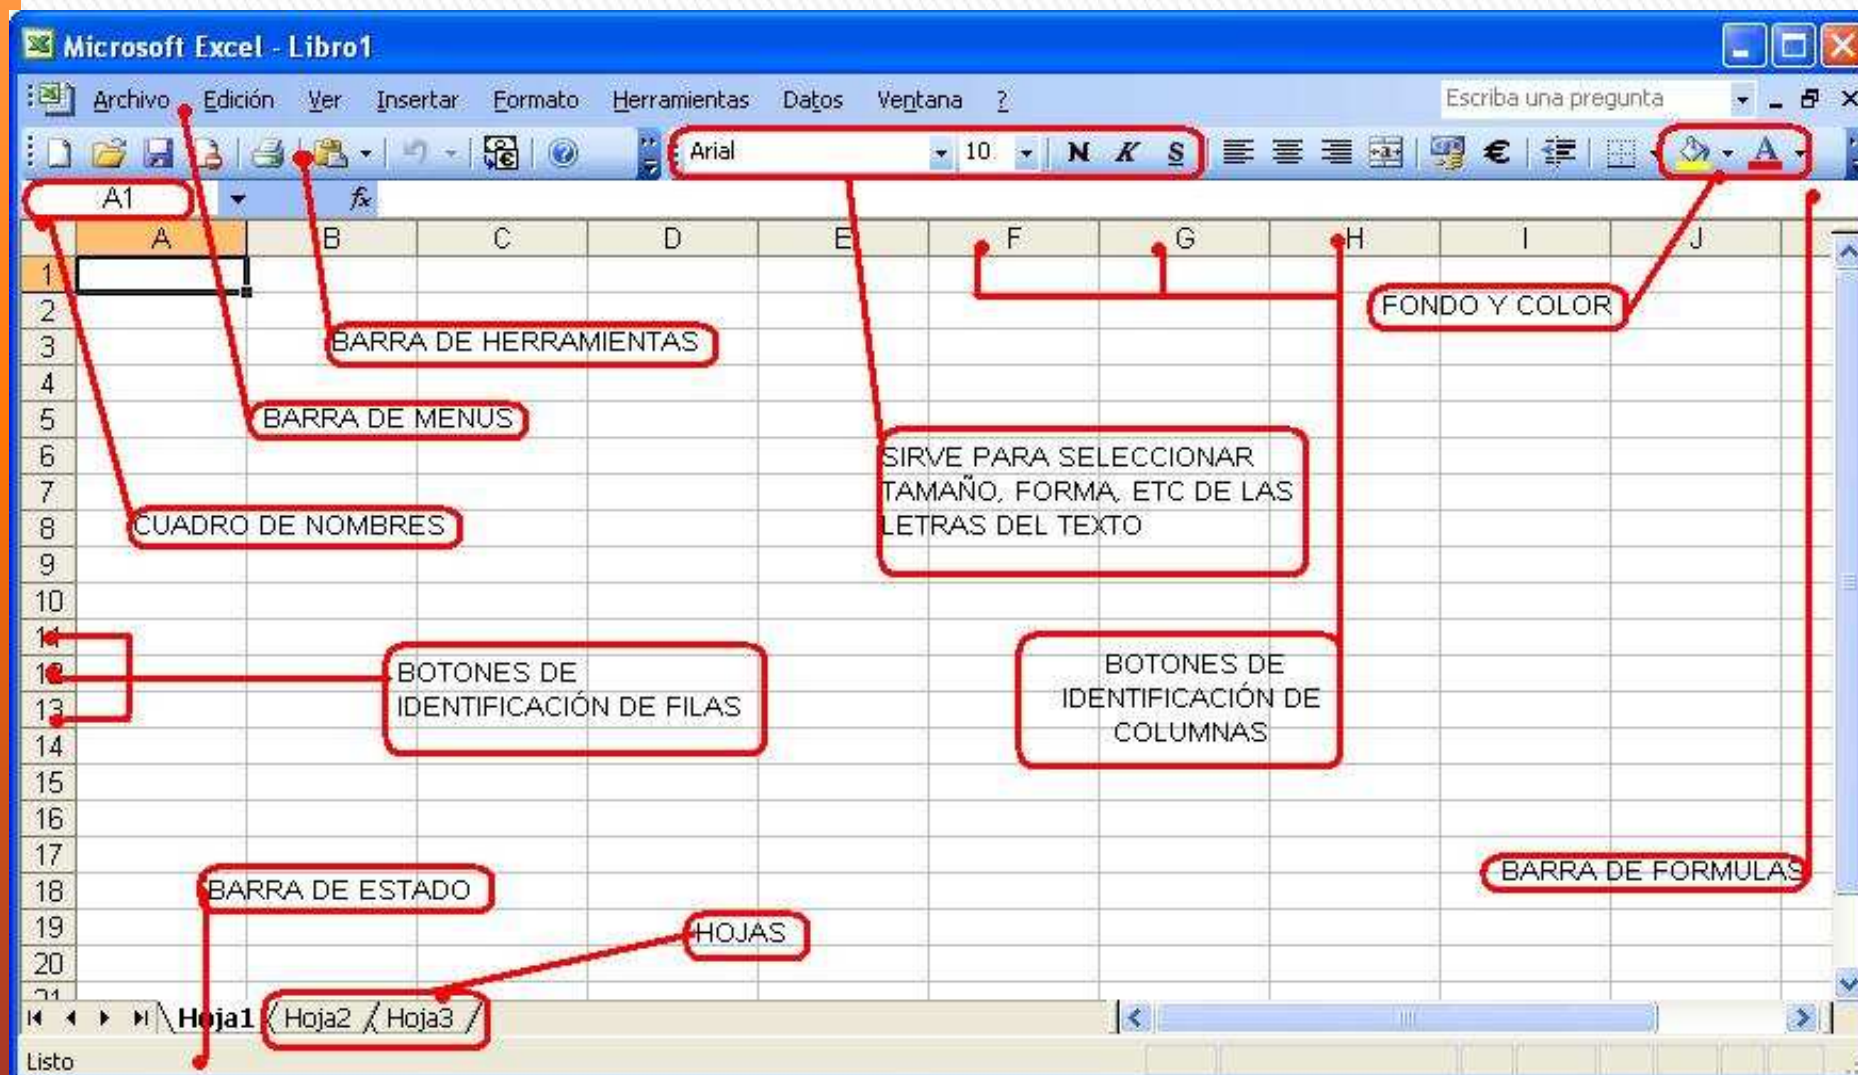 Microsoft Excel - Libro1
Archivo Edición Ver Insertar Formato Herramientas Datos Ventana ? Escriba una pregunta
Arial 10 N K S € A
A1 fx
A B C D E F G H I J
1
2
FONDO Y COLOR
3
BARRA DE HERRAMIENTAS
4
5
BARRA DE MENUS
6
SIRVE PARA SELECCIONAR
7
TAMAÑO, FORMA, ETC DE LAS
8
CUADRO DE NOMBRES
LETRAS DEL TEXTO
9
10
11
12
BOTONES DE
IDENTIFICACIÓN DE FILAS
BOTONES DE
IDENTIFICACIÓN DE
COLUMNAS
13
14
15
16
17
BARRA DE FORMULAS
18
BARRA DE ESTADO
19
HOJAS
20
21
Hoja1 Hoja2 Hoja3
Listo